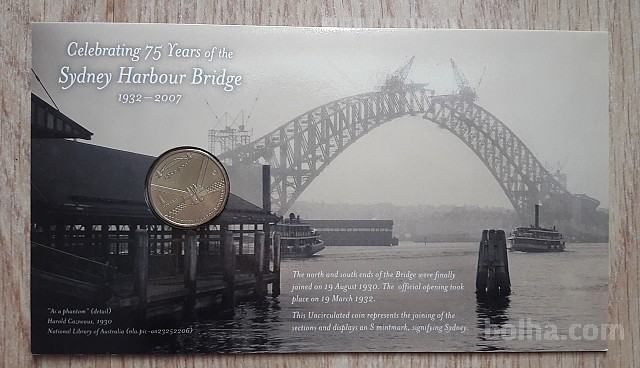 Celebrating 75 Years of the
Sydney Harbour Bridge
1932–2007
The north and south ends of the Bridge were finally
joined on 19 August 1930. The official opening took
place on 19 March 1932.
This Uncirculated coin represents the joining of the
sections and displays an S mintmark, signifying Sydney.
"As a phantom" (detail)
Harold Cazneaux, 1930
National Library of Australia (nla.pic-an23252206)
bolha.com